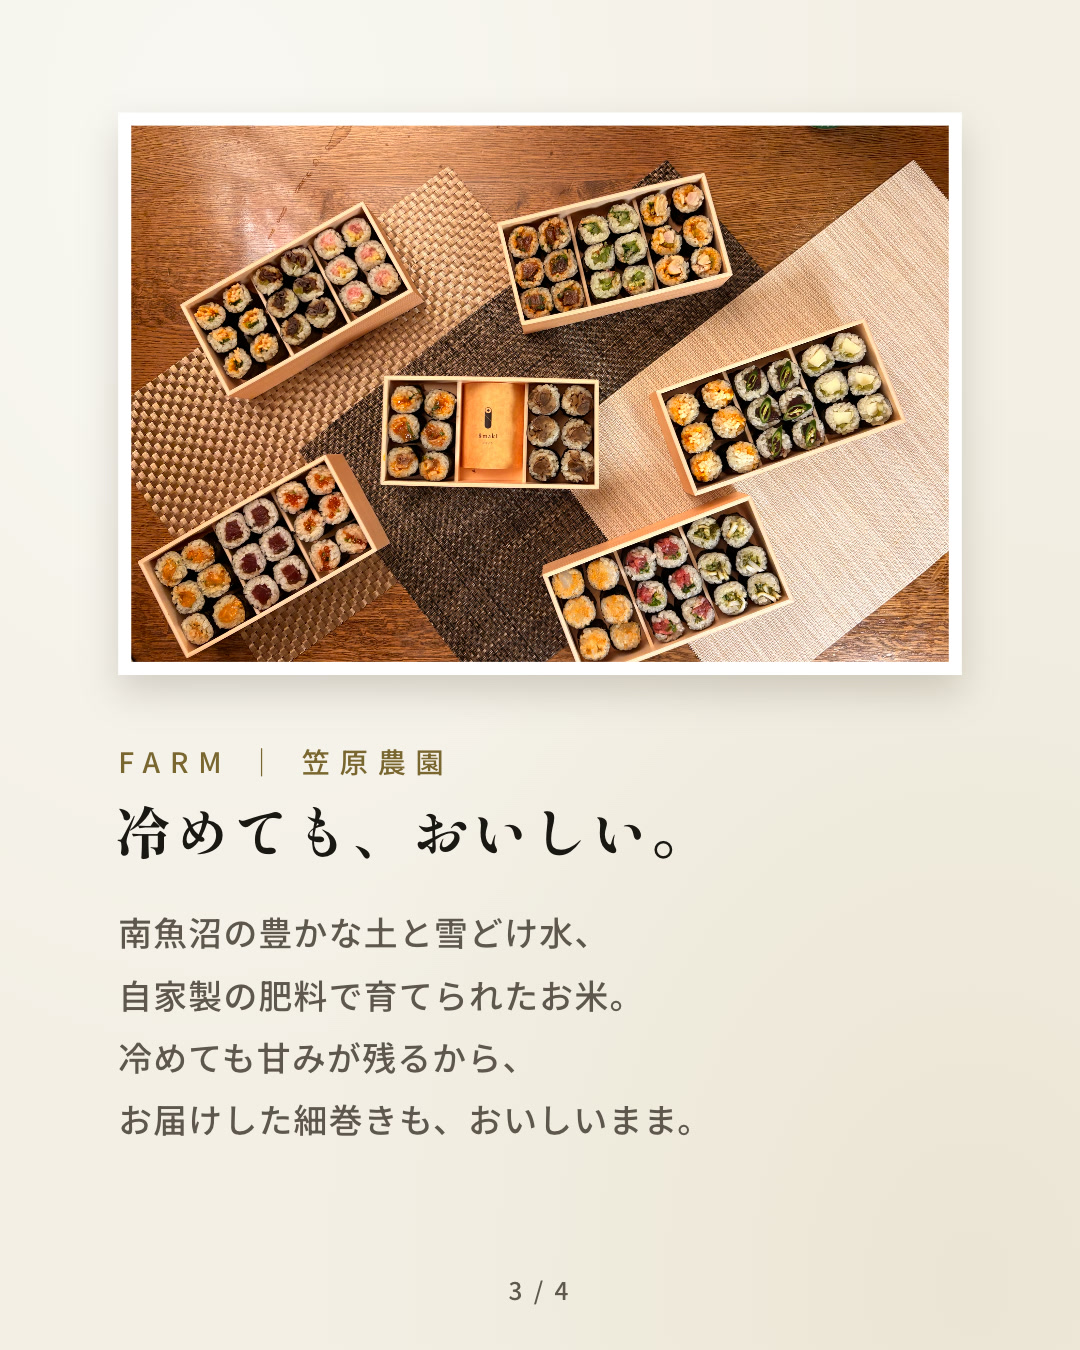 FARM ｜ 笠原農園
冷めても、おいしい。
南魚沼の豊かな土と雪どけ水、
自家製の肥料で育てられたお米。
冷めても甘みが残るから、
お届けした細巻きも、おいしいまま。
3 / 4